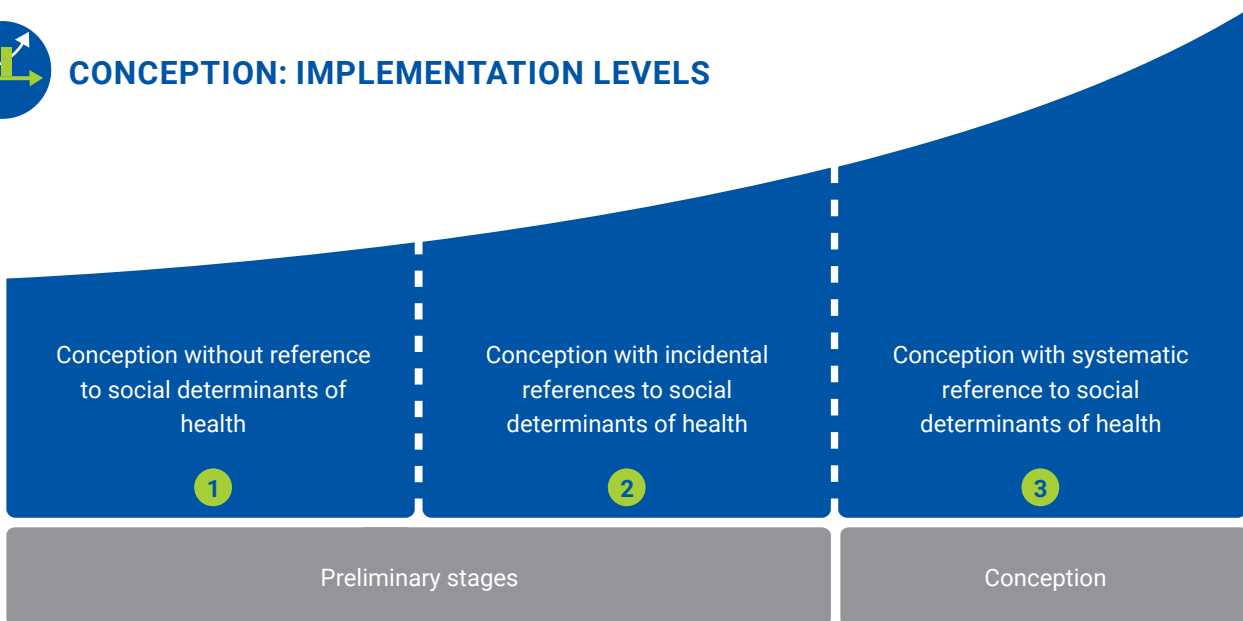 CONCEPTION: IMPLEMENTATION LEVELS
Conception without reference
to social determinants of
health
1
Conception with incidental
references to social
determinants of health
2
Conception with systematic
reference to social
determinants of health
3
Preliminary stages
Conception